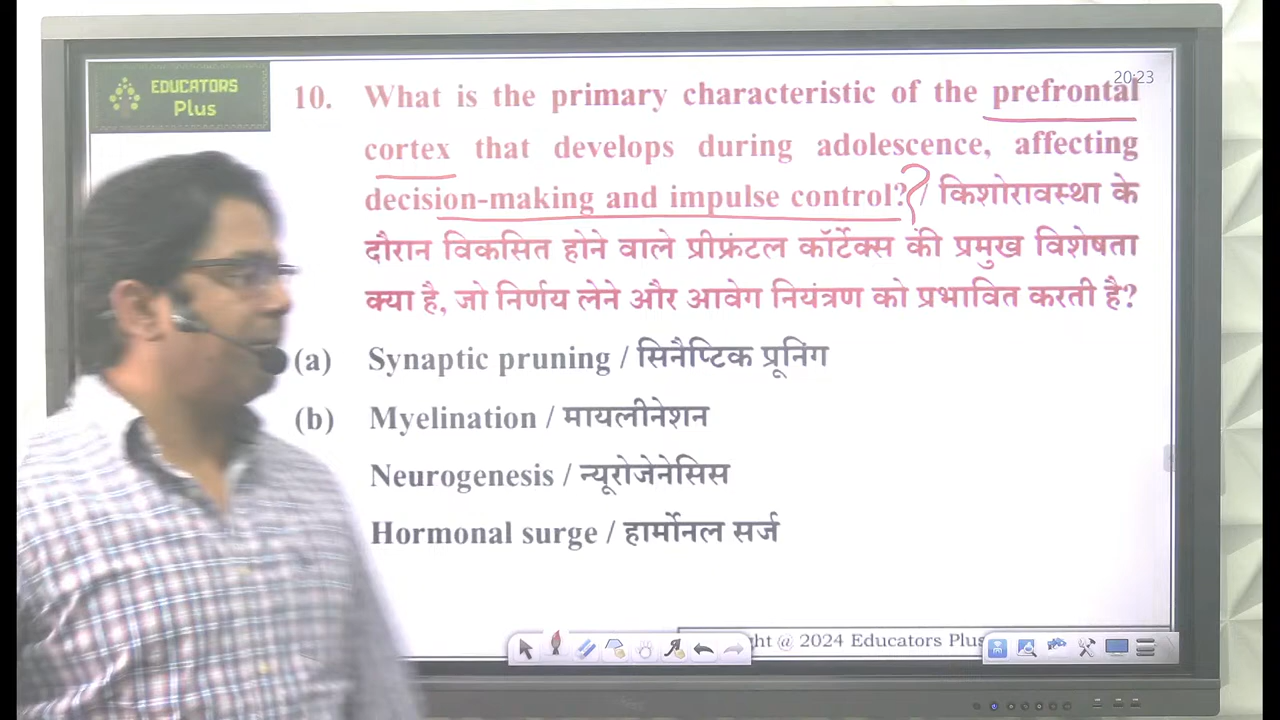 EDUCATORS
Plus
20:23
10. What is the primary characteristic of the prefrontal
cortex that develops during adolescence, affecting
decision-making and impulse control? किशोरावस्था के
दौरान विकसित होने वाले प्रीफ्रंटल कॉर्टेक्स की प्रमुख विशेषता
क्या है, जो निर्णय लेने और आवेग नियंत्रण को प्रभावित करती है?
(a) Synaptic pruning / सिनैप्टिक प्रूनिंग
(b) Myelination / मायलीनेशन
Neurogenesis / न्यूरोजेनेसिस
Hormonal surge / हार्मोनल सर्ज
@ 2024 Educators Plus